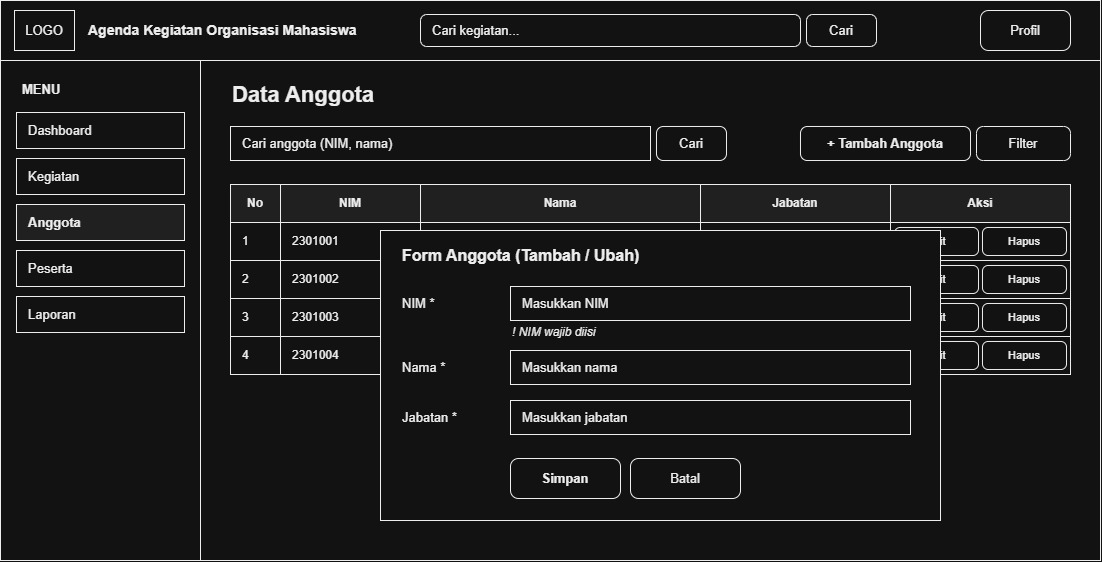 LOGO Agenda Kegiatan Organisasi Mahasiswa Cari kegiatan... Cari Profil
MENU
Dashboard
Kegiatan
Anggota
Peserta
Laporan
Data Anggota
Cari anggota (NIM, nama) Cari + Tambah Anggota Filter
No NIM Nama Jabatan Aksi
1 2301001 Hapus
2 2301002 Hapus
3 2301003 Hapus
4 2301004 Hapus
Form Anggota (Tambah / Ubah)
NIM * Masukkan NIM
! NIM wajib diisi
Nama * Masukkan nama
Jabatan * Masukkan jabatan
Simpan Batal